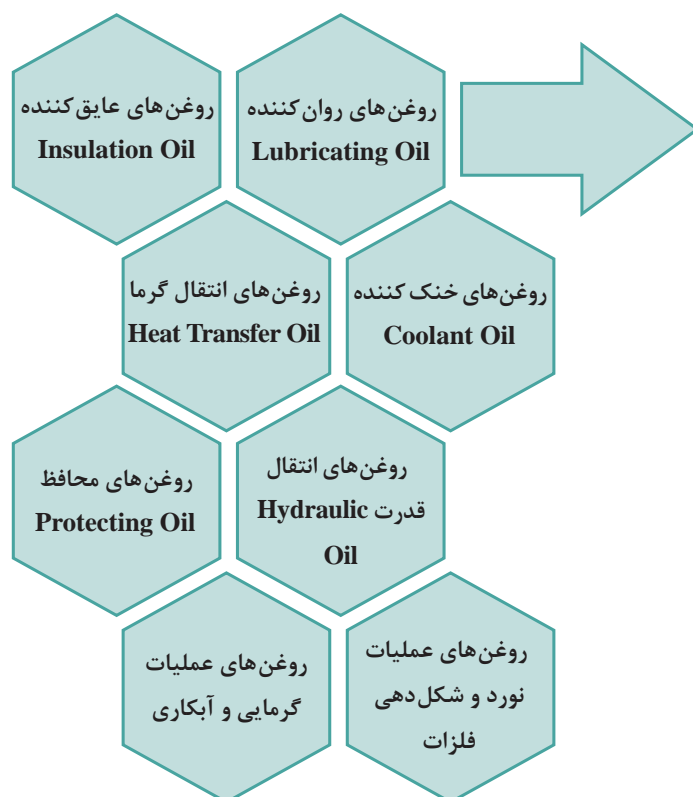 روغن‌های روان‌کننده
Lubricating Oil
روغن‌های عایق‌کننده
Insulation Oil
روغن‌های خنک کننده
Coolant Oil
روغن‌های انتقال گرما
Heat Transfer Oil
روغن‌های انتقال
قدرت Hydraulic
Oil
روغن‌های محافظ
Protecting Oil
روغن‌های عملیات
نورد و شکل‌دهی
فلزات
روغن‌های عملیات
گرمایی و آبکاری